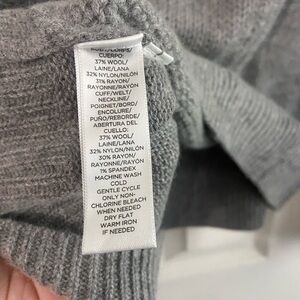 BODY/CORPS/
CUERPO:
37% WOOL/
LAINE/LANA
32% NYLON/NILÓN
31% RAYON/
RAYONNE/RAYÓN
CUFF/WELT/
NECKLINE/
POIGNET/BORD/
ENCOLURE/
PUÑO/REBORDE/
ABERTURA DEL
CUELLO:
37% WOOL/
LAINE/LANA
32% NYLON/NILÓN
30% RAYON/
RAYONNE/RAYÓN
1% SPANDEX
MACHINE WASH
COLD
GENTLE CYCLE
ONLY NON-
CHLORINE BLEACH
WHEN NEEDED
DRY FLAT
WARM IRON
IF NEEDED